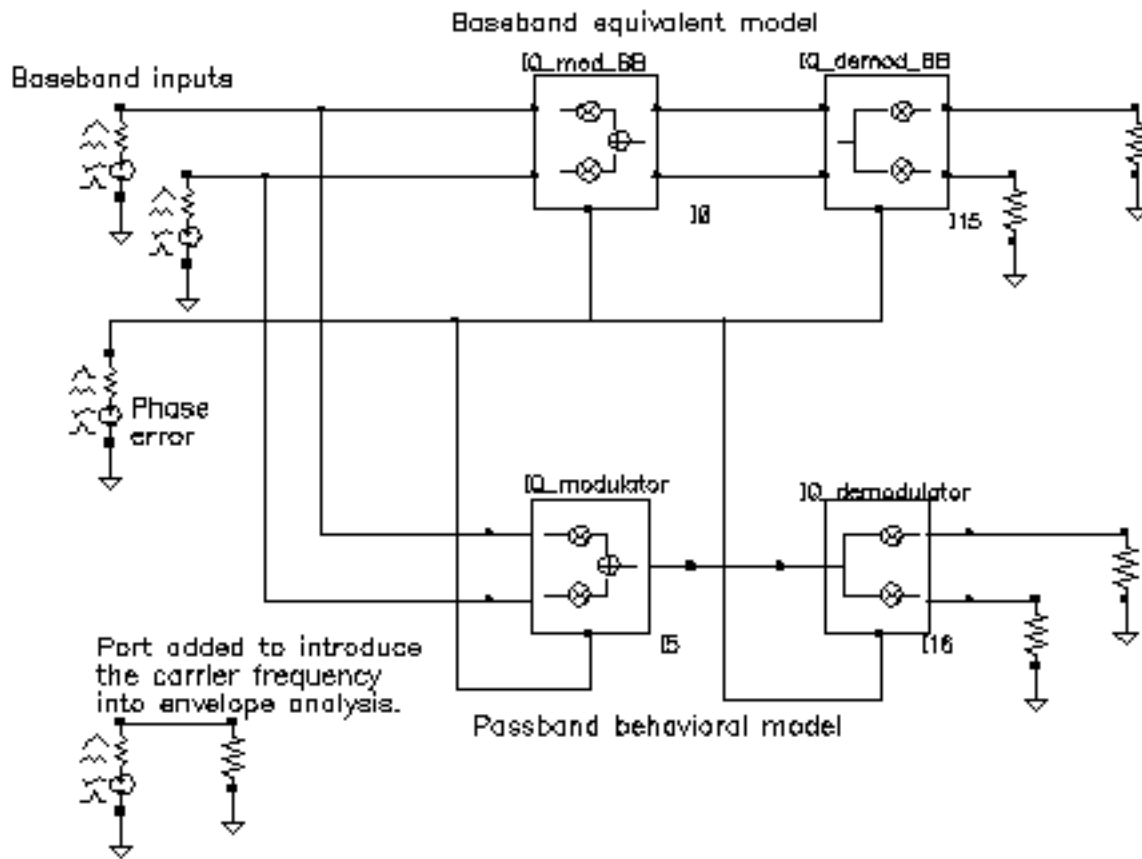 Baseband equivalent model
IQ_mod_BB
IQ_demod_BB
Baseband inputs
I0
I15
Phase
error
IQ_modulator
IQ_demodulator
Port added to introduce
the carrier frequency
into envelope analysis.
I5
I16
Passband behavioral model